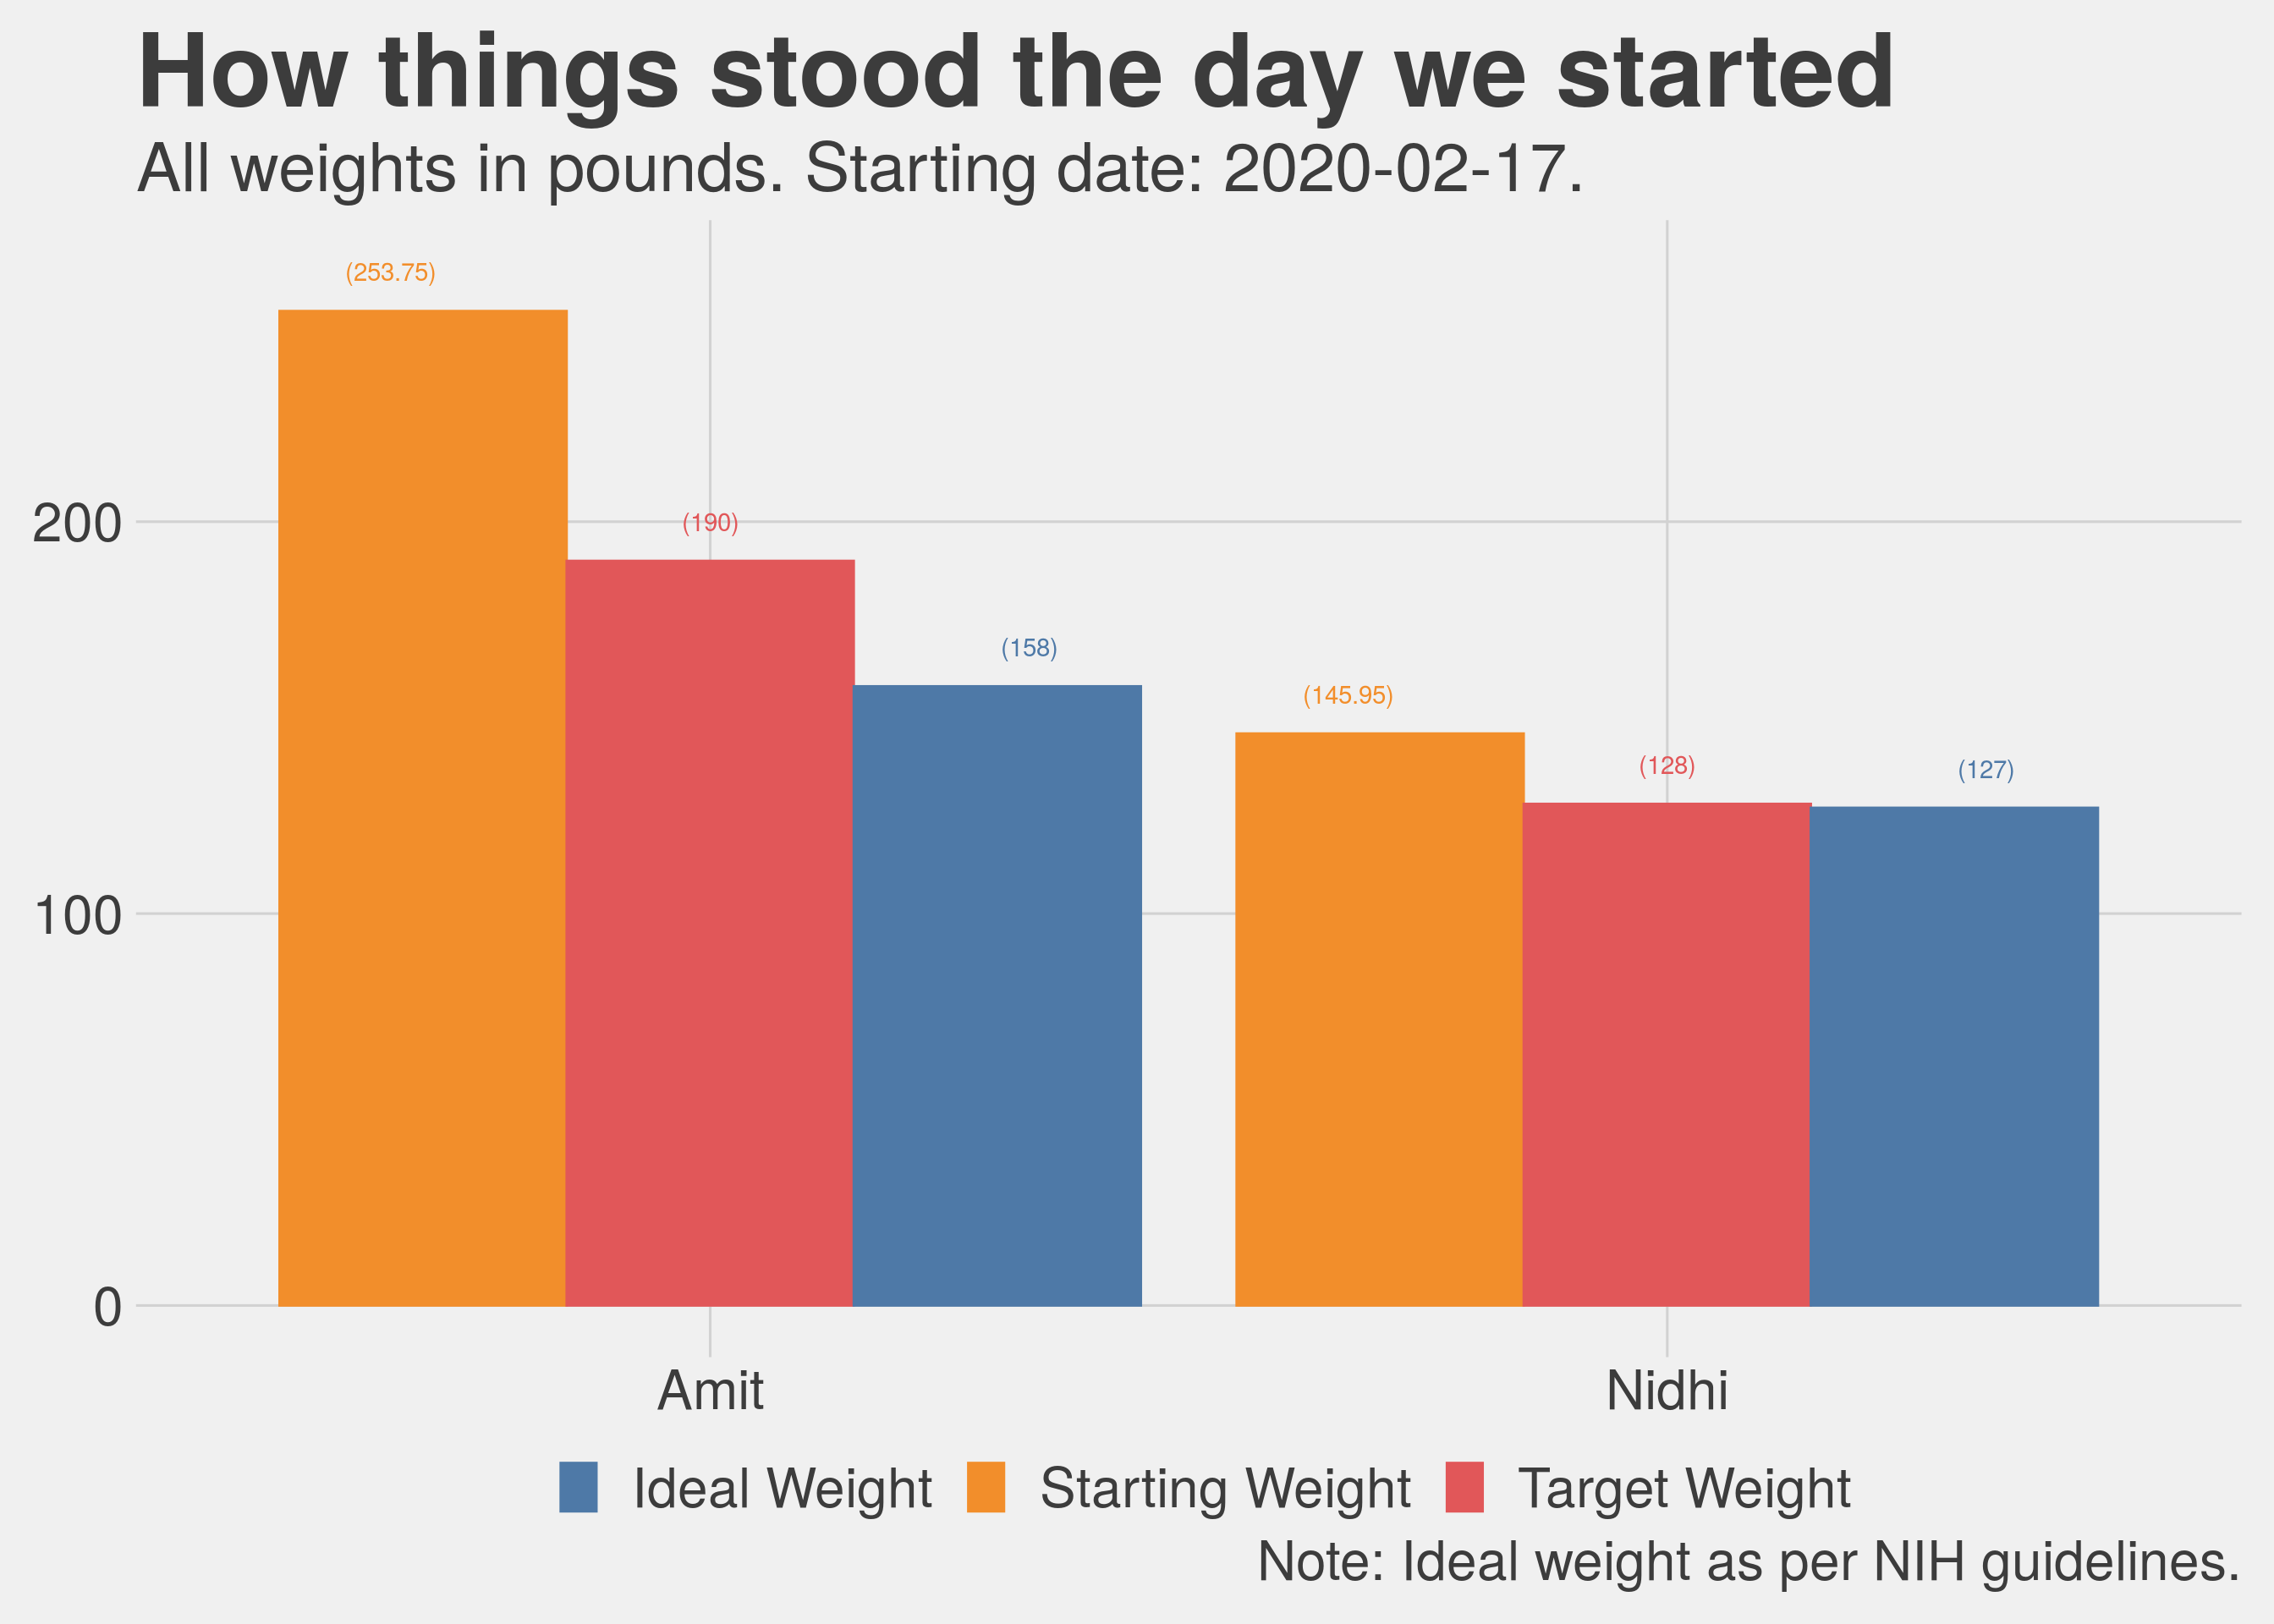 How things stood the day we started
All weights in pounds. Starting date: 2020-02-17.
(253.75)
200
(190)
(158)
(145.95)
(128)
(127)
100
0
Amit Nidhi
Ideal Weight Starting Weight Target Weight
Note: Ideal weight as per NIH guidelines.